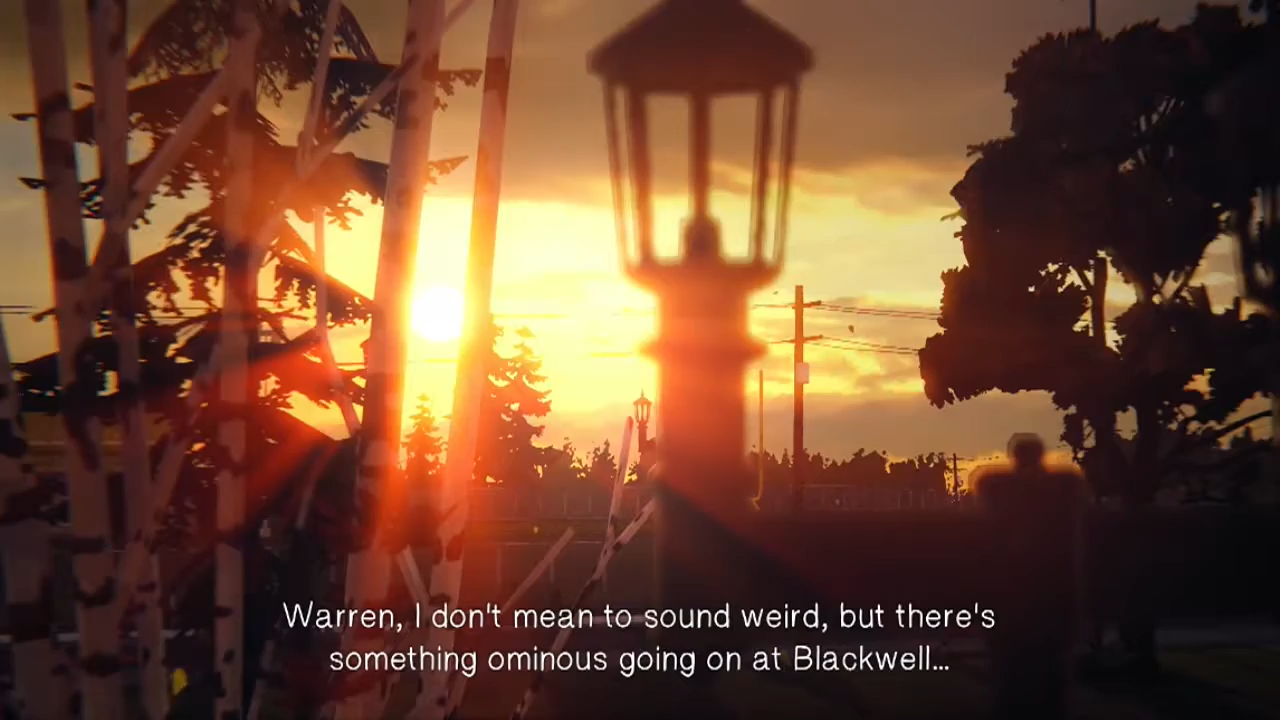 Warren, I don't mean to sound weird, but there's
something ominous going on at Blackwell...